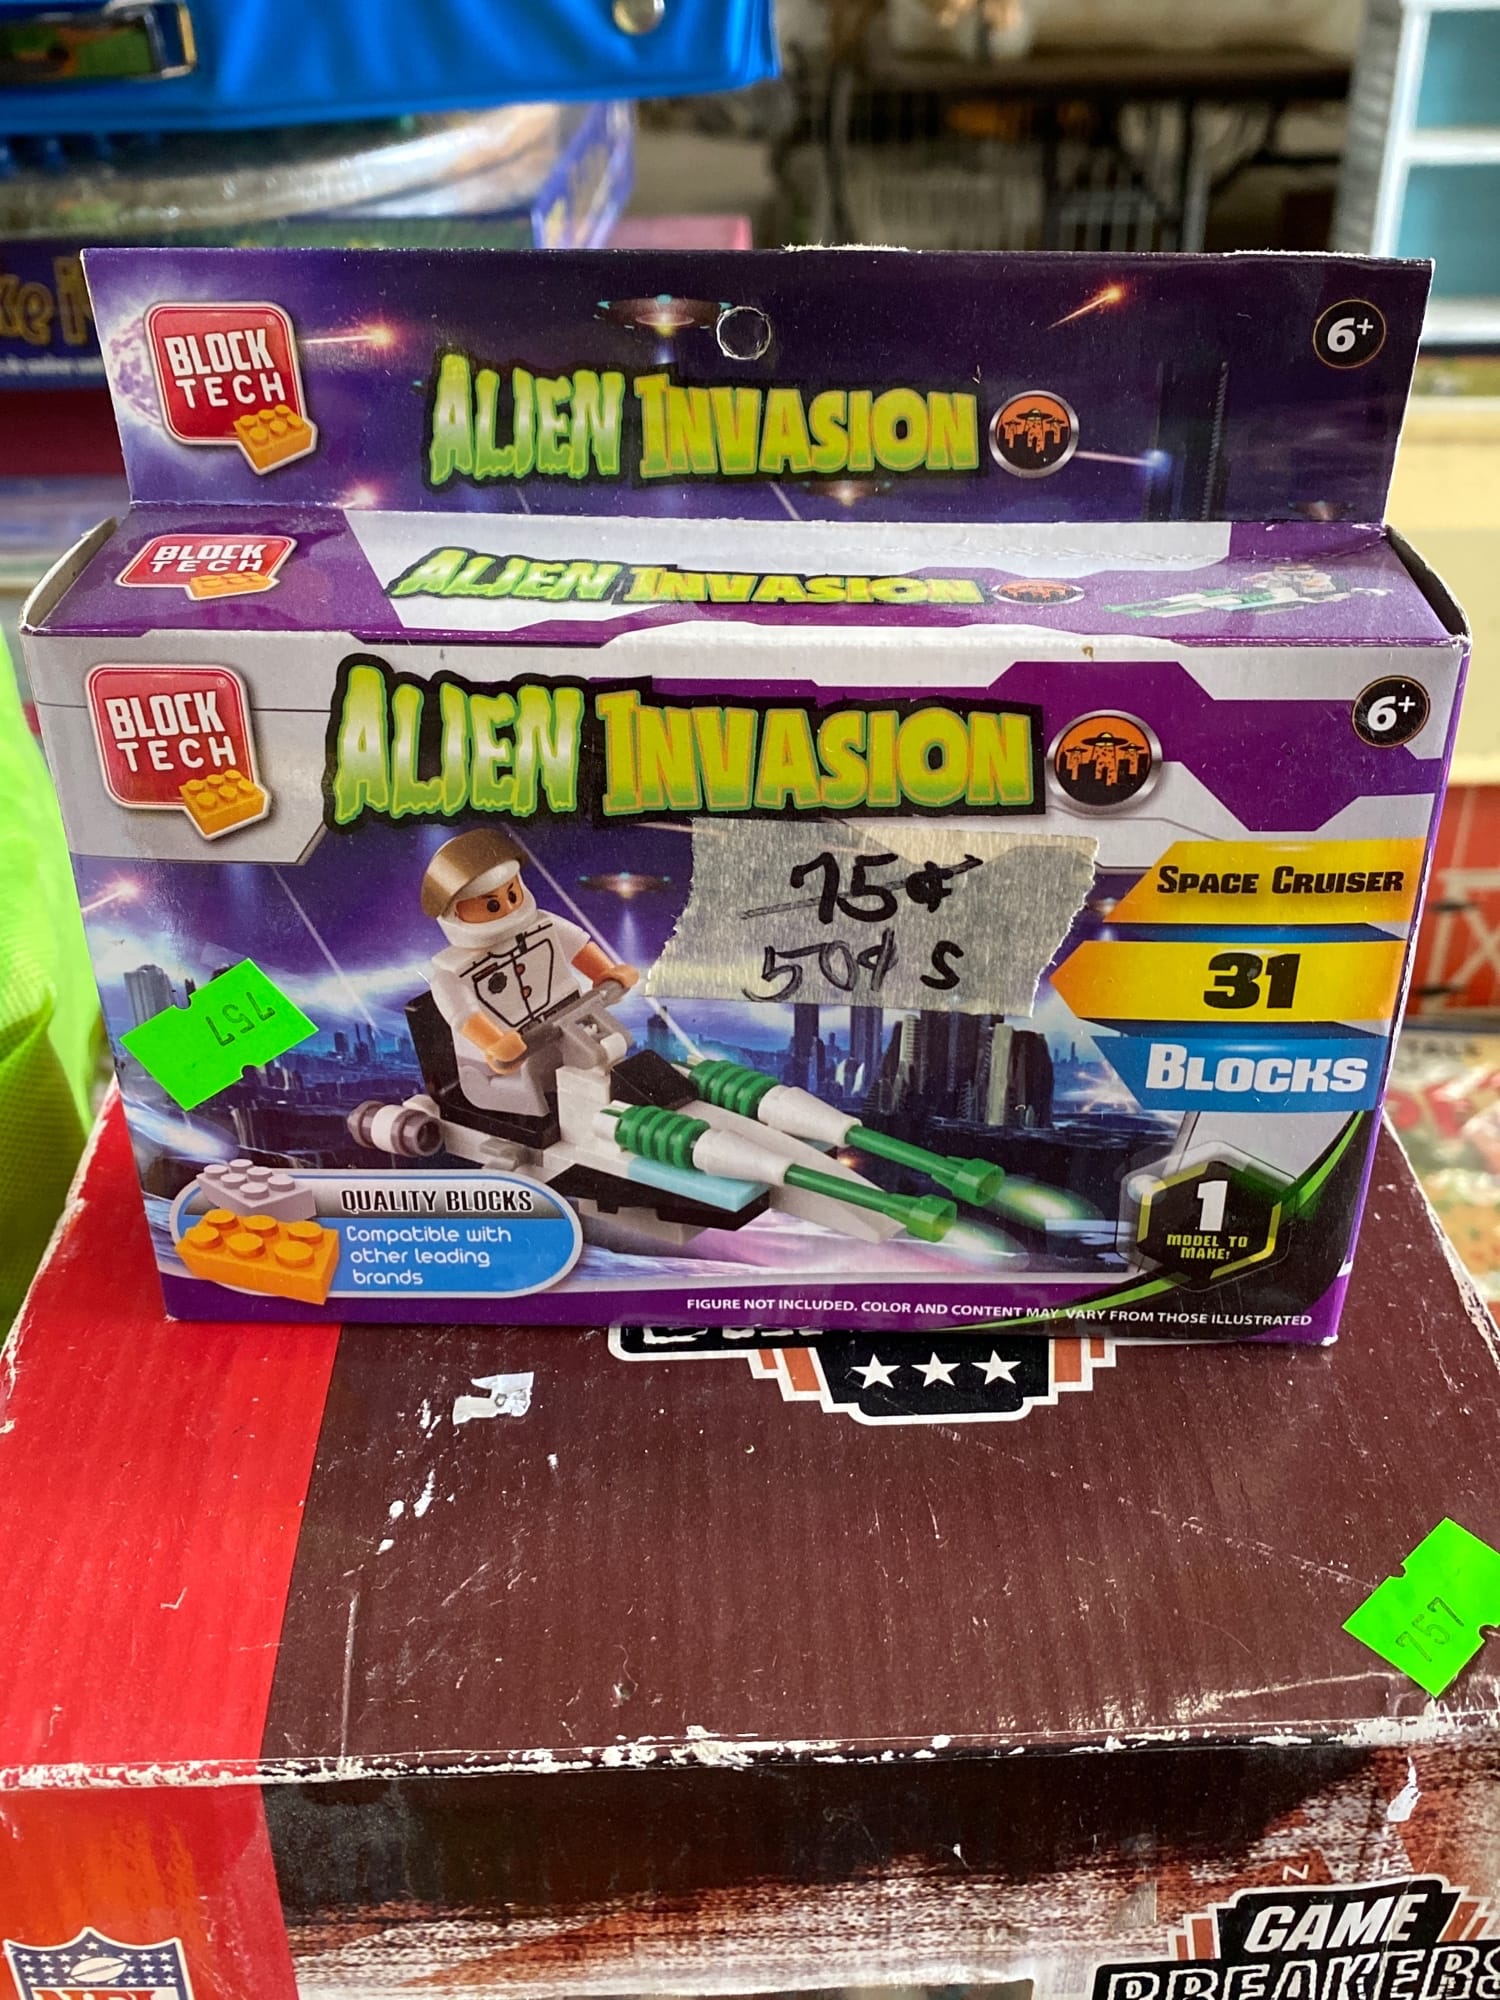 BLOCK
TECH
ALIEN INVASION
6+
BLOCK
TECH
ALIEN INVASION
BLOCK
TECH
ALIEN INVASION
6+
75¢
50¢ S
SPACE CRUISER
31
BLOCKS
757
QUALITY BLOCKS
Compatible with
other leading
brands
1
MODEL TO
MAKE!
FIGURE NOT INCLUDED. COLOR AND CONTENT MAY VARY FROM THOSE ILLUSTRATED
757
NFL
GAME
BREAKERS
NFL